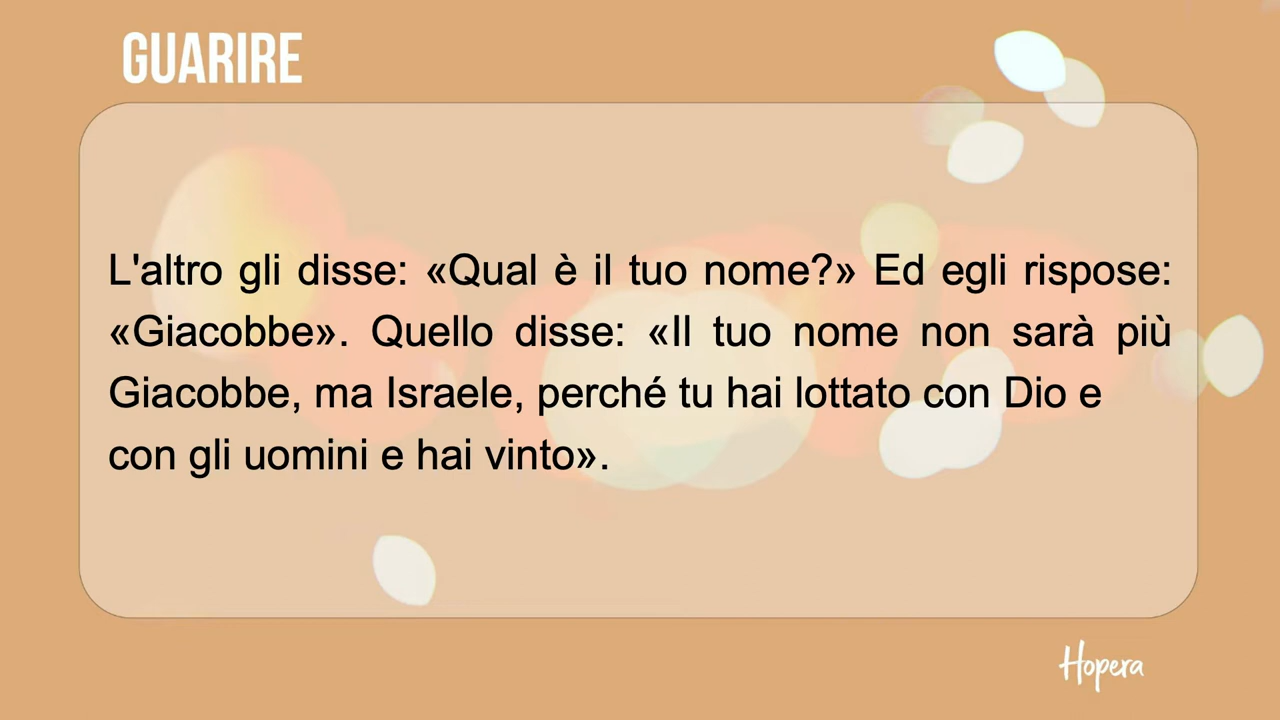 GUARIRE
L'altro gli disse: «Qual è il tuo nome?» Ed egli rispose:
«Giacobbe». Quello disse: «Il tuo nome non sarà più
Giacobbe, ma Israele, perché tu hai lottato con Dio e
con gli uomini e hai vinto».
Hopera